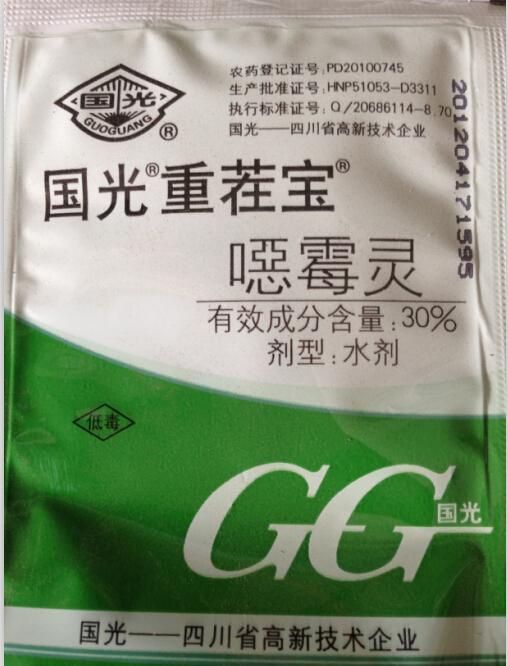 农药登记证号：PD20100745
生产批准证号：HNP51053-D3311
执行标准证号：Q/20686114-8.70
国光——四川省高新技术企业
国光
GUOGUANG
®
201204171595
国光®重茬宝®
噁霉灵
有效成分含量：30%
剂型：水剂
低毒
GG
国光
国光——四川省高新技术企业